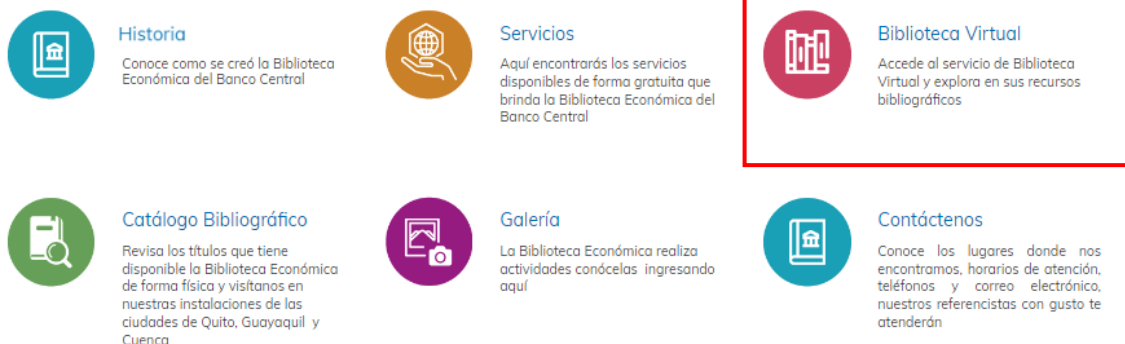 Historia
Conoce como se creó la Biblioteca
Económica del Banco Central
Servicios
Aquí encontrarás los servicios
disponibles de forma gratuita que
brinda la Biblioteca Económica del
Banco Central
Biblioteca Virtual
Accede al servicio de Biblioteca
Virtual y explora en sus recursos
bibliográficos
Catálogo Bibliográfico
Revisa los títulos que tiene
disponible la Biblioteca Económica
de forma física y visítanos en
nuestras instalaciones de las
ciudades de Quito, Guayaquil y
Cuenca
Galería
La Biblioteca Económica realiza
actividades conócelas ingresando
aquí
Contáctenos
Conoce los lugares donde nos
encontramos, horarios de atención,
teléfonos y correo electrónico,
nuestros referencistas con gusto te
atenderán